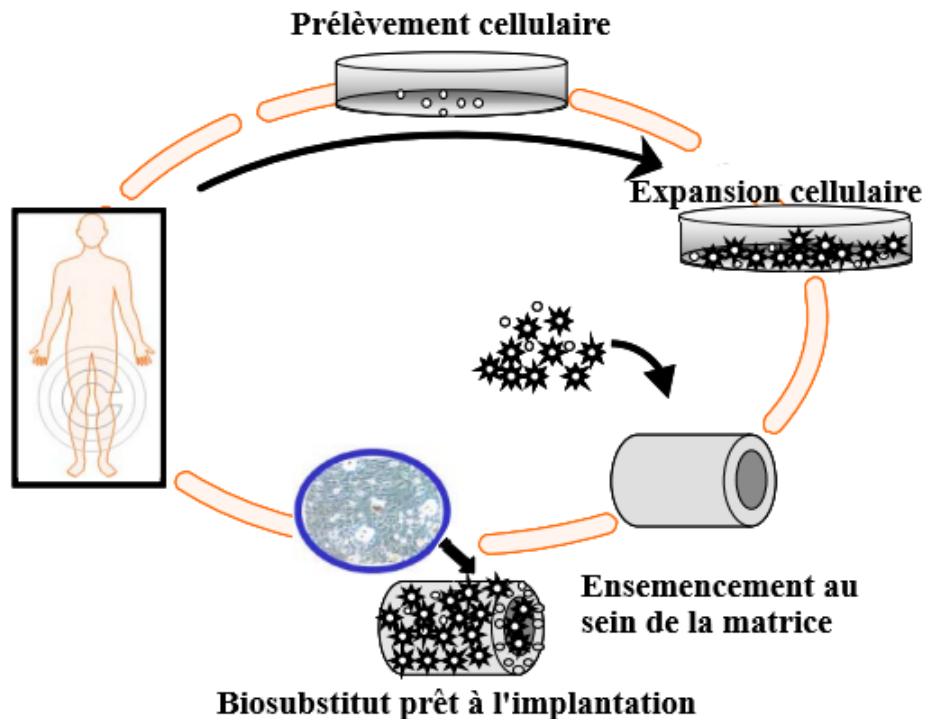 Prélèvement cellulaire
Expansion cellulaire
Ensemencement au
sein de la matrice
Biosubstitut prêt à l'implantation